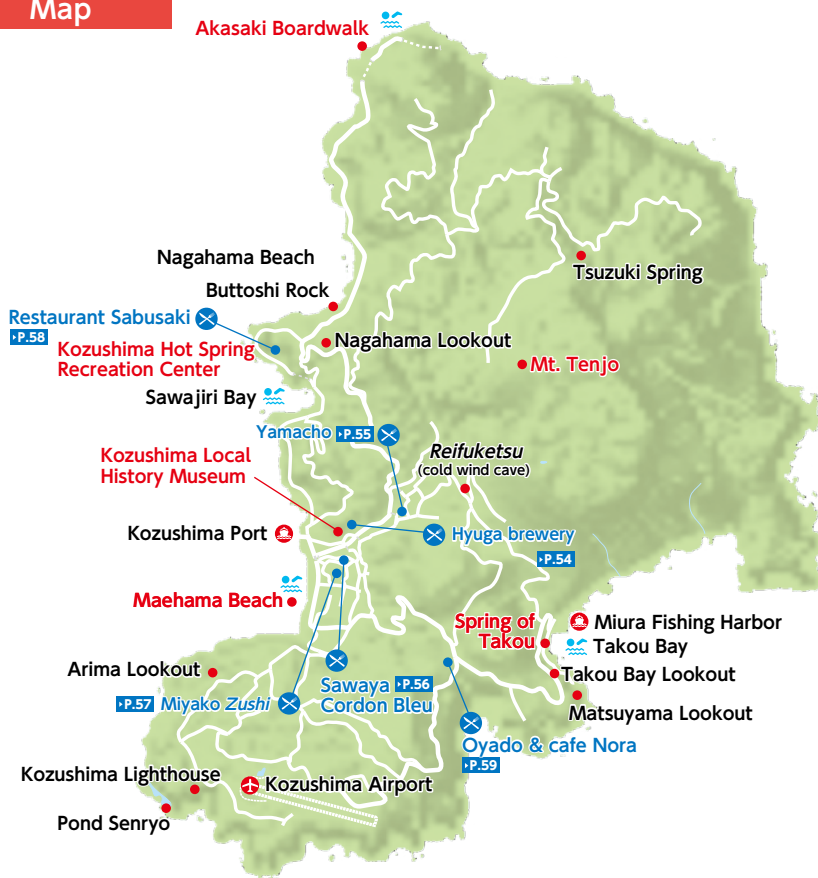 Map
Akasaki Boardwalk
Nagahama Beach
Tsuzuki Spring
Buttoshi Rock
Restaurant Sabusaki
P.58
Nagahama Lookout
Kozushima Hot Spring
Recreation Center
Mt. Tenjo
Sawajiri Bay
Yamacho P.55
Reifuketsu
(cold wind cave)
Kozushima Local
History Museum
Kozushima Port
Hyuga brewery
P.54
Maehama Beach
Spring of
Takou
Miura Fishing Harbor
Takou Bay
Arima Lookout
Takou Bay Lookout
Sawaya P.56
Cordon Bleu
P.57 Miyako Zushi
Matsuyama Lookout
Oyado & cafe Nora
P.59
Kozushima Lighthouse
Kozushima Airport
Pond Senryo